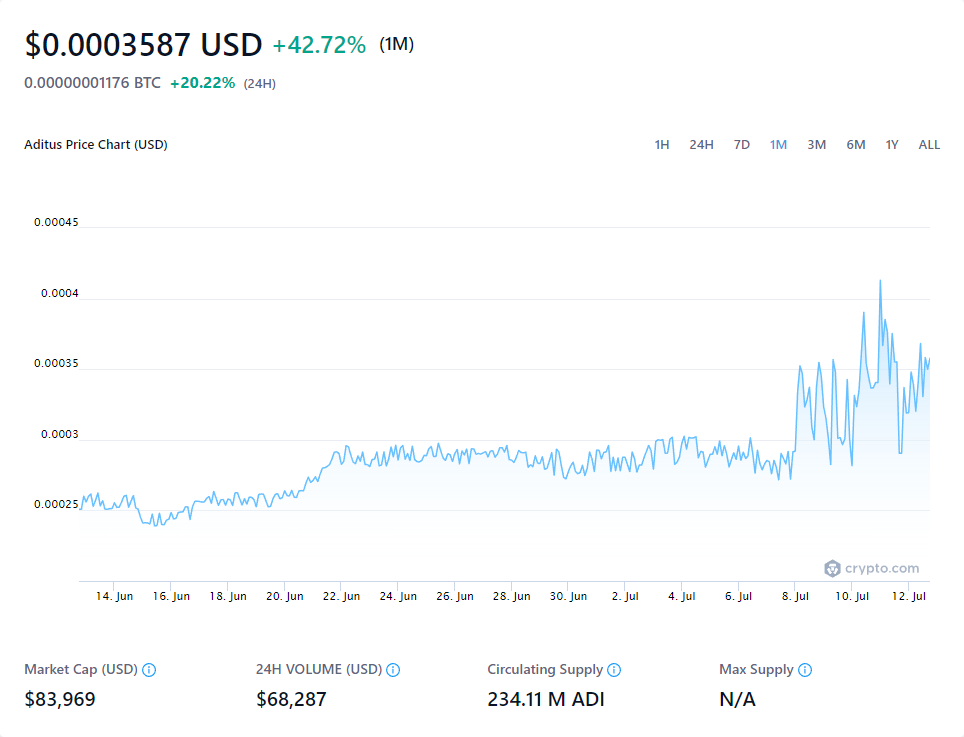 $0.0003587 USD +42.72% (1M)
0.00000001176 BTC +20.22% (24H)
Aditus Price Chart (USD) 1H 24H 7D 1M 3M 6M 1Y ALL
0.00045
0.0004
0.00035
0.0003
0.00025
crypto.com
14. Jun 16. Jun 18. Jun 20. Jun 22. Jun 24. Jun 26. Jun 28. Jun 30. Jun 2. Jul 4. Jul 6. Jul 8. Jul 10. Jul 12. Jul
Market Cap (USD) 24H VOLUME (USD) Circulating Supply Max Supply
$83,969 $68,287 234.11 M ADI N/A